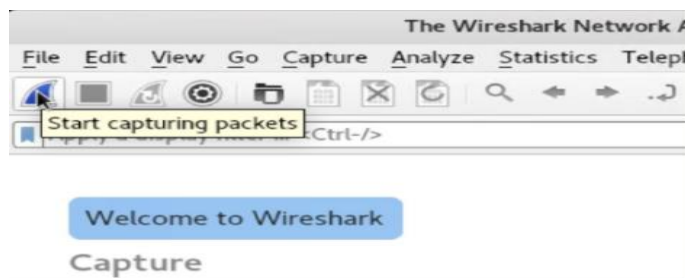 The Wireshark Network A
File Edit View Go Capture Analyze Statistics Teleph
Start capturing packets
<Ctrl-/>
Welcome to Wireshark
Capture